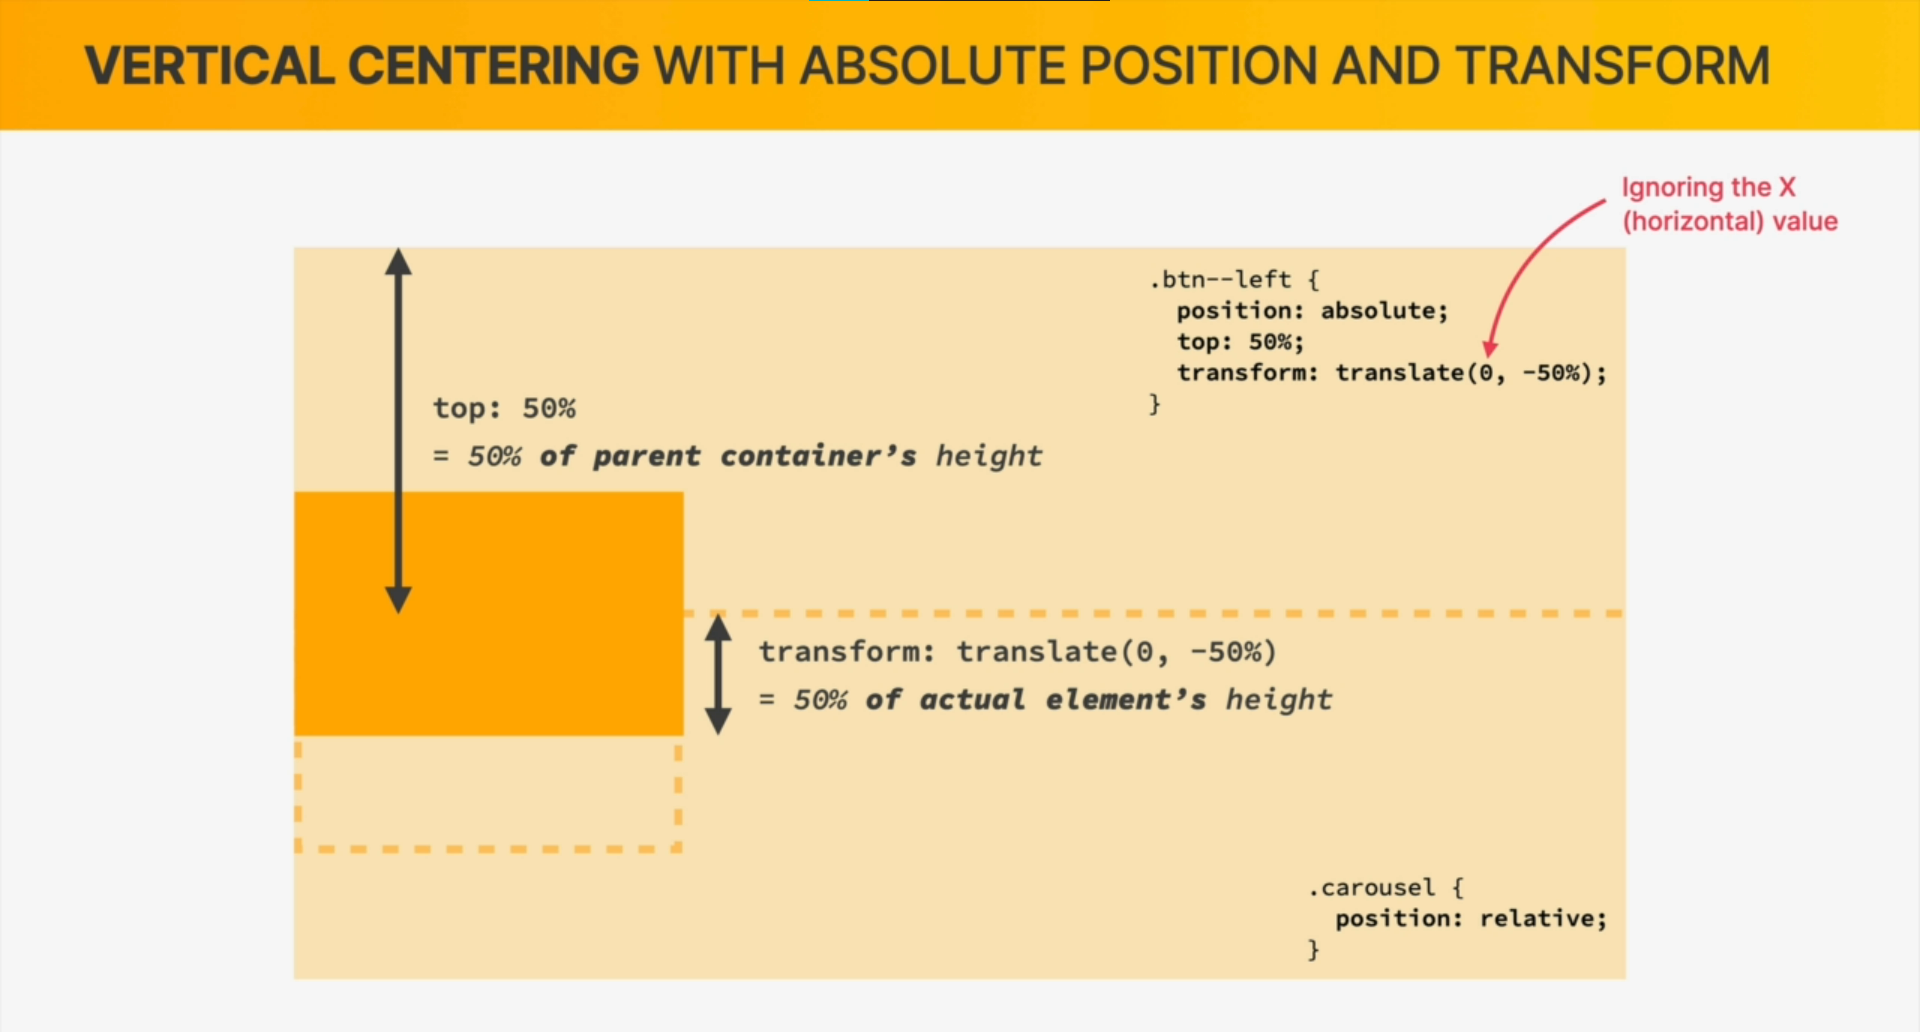 VERTICAL CENTERING WITH ABSOLUTE POSITION AND TRANSFORM
Ignoring the X
(horizontal) value
.btn--left {
position: absolute;
top: 50%;
transform: translate(0, -50%);
}
top: 50%
= 50% of parent container’s height
transform: translate(0, -50%)
= 50% of actual element’s height
.carousel {
position: relative;
}